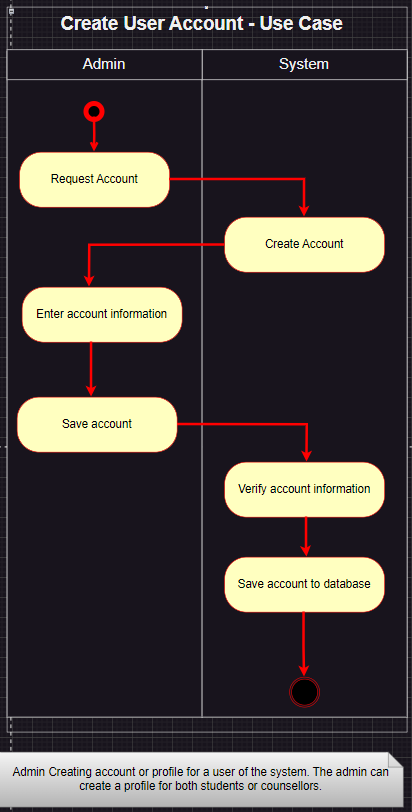 Create User Account - Use Case
Admin
System
Request Account
Create Account
Enter account information
Save account
Verify account information
Save account to database
Admin Creating account or profile for a user of the system. The admin can
create a profile for both students or counsellors.